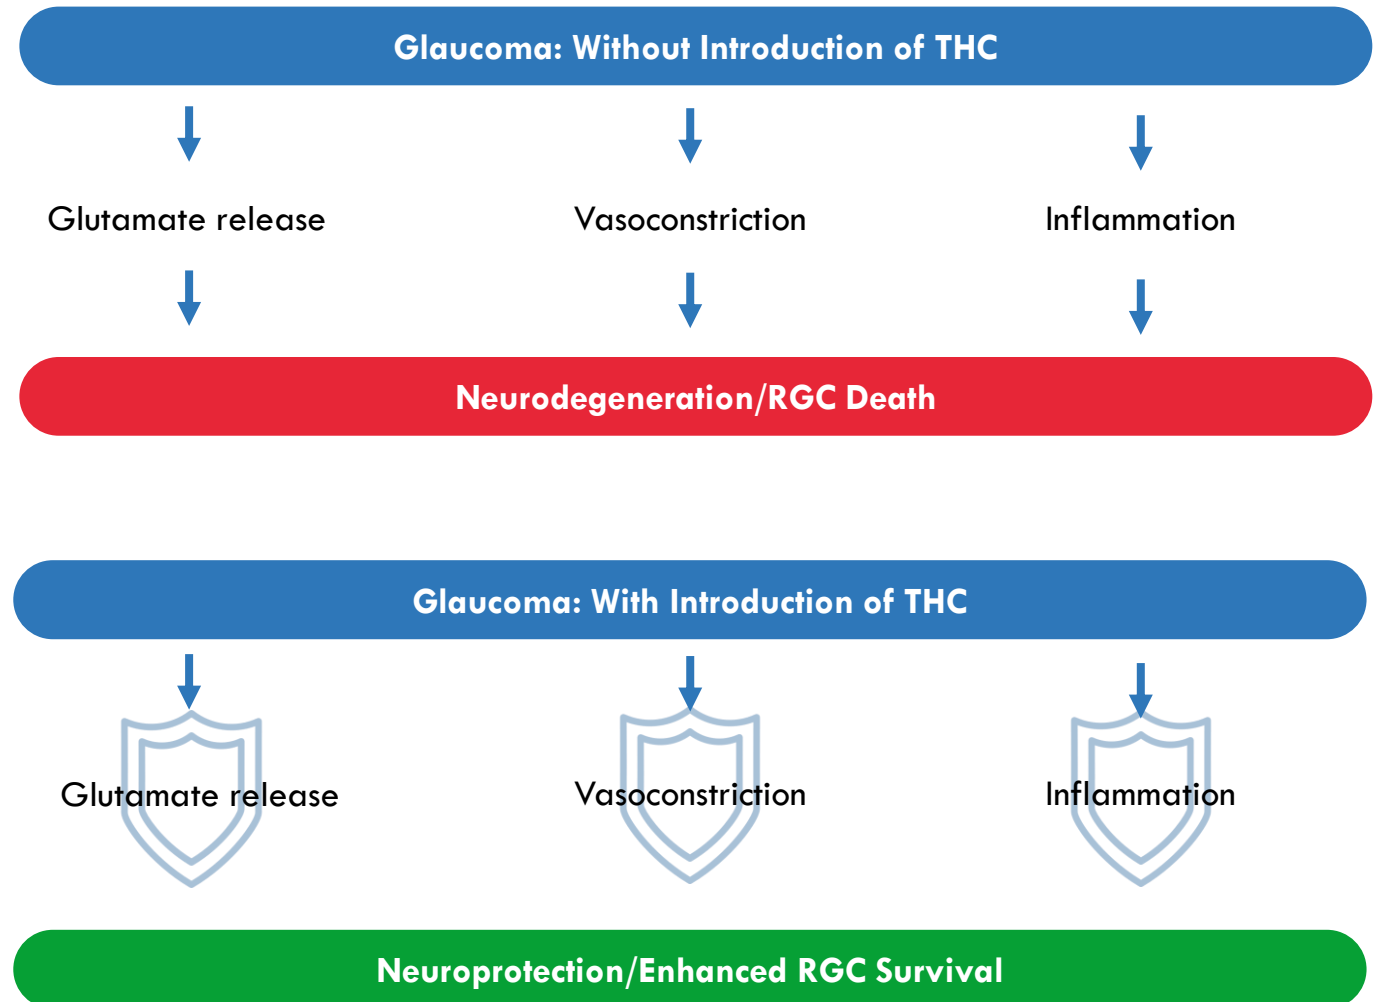 Glaucoma: Without Introduction of THC
Glutamate release
Vasoconstriction
Inflammation
Neurodegeneration/RGC Death
Glaucoma: With Introduction of THC
Glutamate release
Vasoconstriction
Inflammation
Neuroprotection/Enhanced RGC Survival